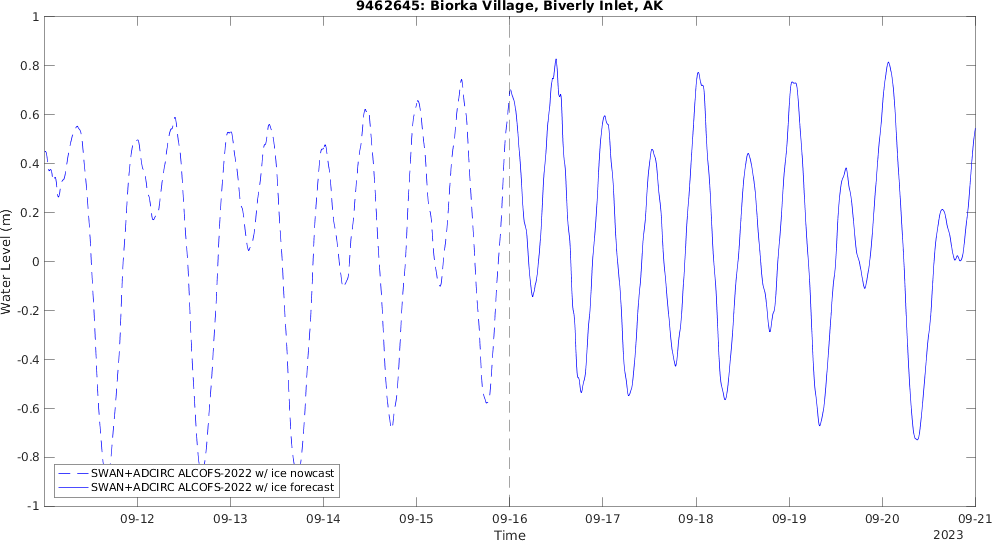 9462645: Biorka Village, Biverly Inlet, AK
1
0.8
0.6
0.4
0.2
0
-0.2
-0.4
-0.6
-0.8
-1
Water Level (m)
SWAN+ADCIRC ALCOFS-2022 w/ ice nowcast
SWAN+ADCIRC ALCOFS-2022 w/ ice forecast
09-12 09-13 09-14 09-15 09-16 09-17 09-18 09-19 09-20 09-21
Time
2023